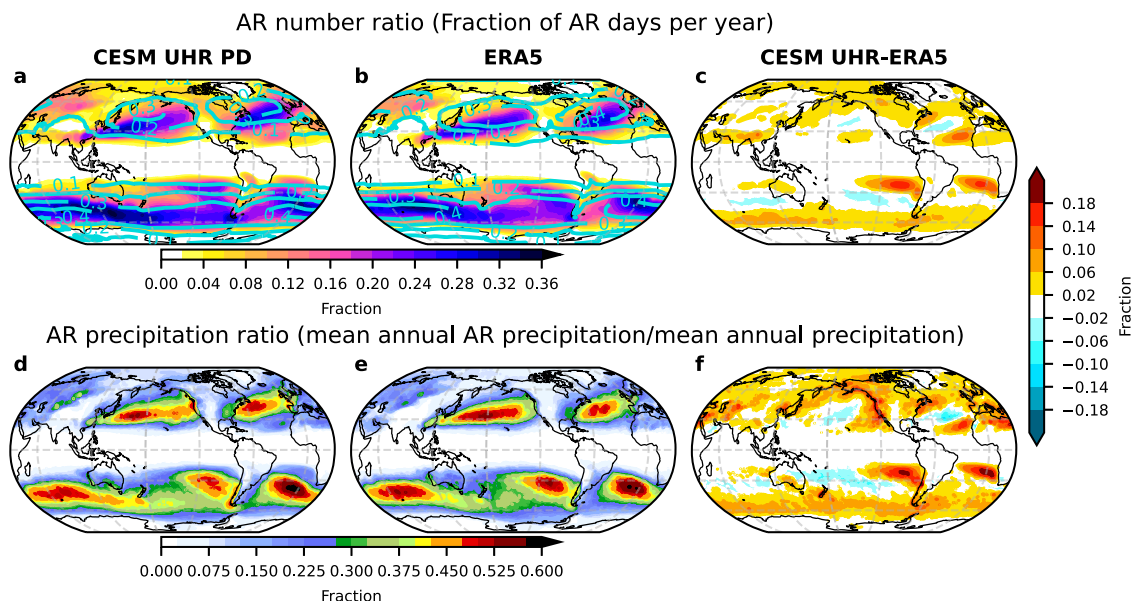 AR number ratio (Fraction of AR days per year)
CESM UHR PD
ERA5
CESM UHR-ERA5
a
b
c
0.00 0.04 0.08 0.12 0.16 0.20 0.24 0.28 0.32 0.36
Fraction
0.18
0.10
0.06
0.02
−0.02
−0.06
−0.10
−0.14
−0.18
Fraction
AR precipitation ratio (mean annual AR precipitation/mean annual precipitation)
d
e
f
0.000 0.075 0.150 0.225 0.300 0.375 0.450 0.525 0.600
Fraction